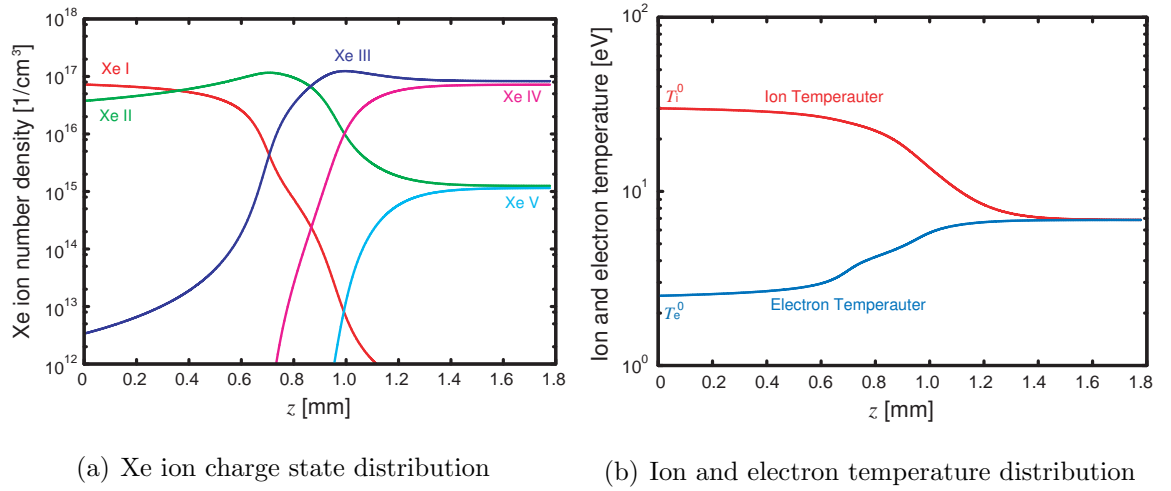 10^18
10^17
10^16
10^15
10^14
10^13
10^12
Xe ion number density [1/cm^3]
Xe I
Xe II
Xe III
Xe IV
Xe V
0 0.2 0.4 0.6 0.8 1.0 1.2 1.4 1.6 1.8
z [mm]
(a) Xe ion charge state distribution
10^2
10^1
10^0
Ion and electron temperature [eV]
T_i^0
Ion Temperauter
T_e^0
Electron Temperauter
0 0.2 0.4 0.6 0.8 1.0 1.2 1.4 1.6 1.8
z [mm]
(b) Ion and electron temperature distribution